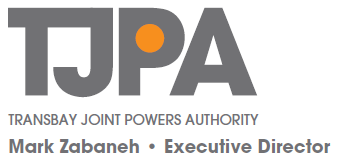 TJPA
TRANSBAY JOINT POWERS AUTHORITY
Mark Zabaneh • Executive Director